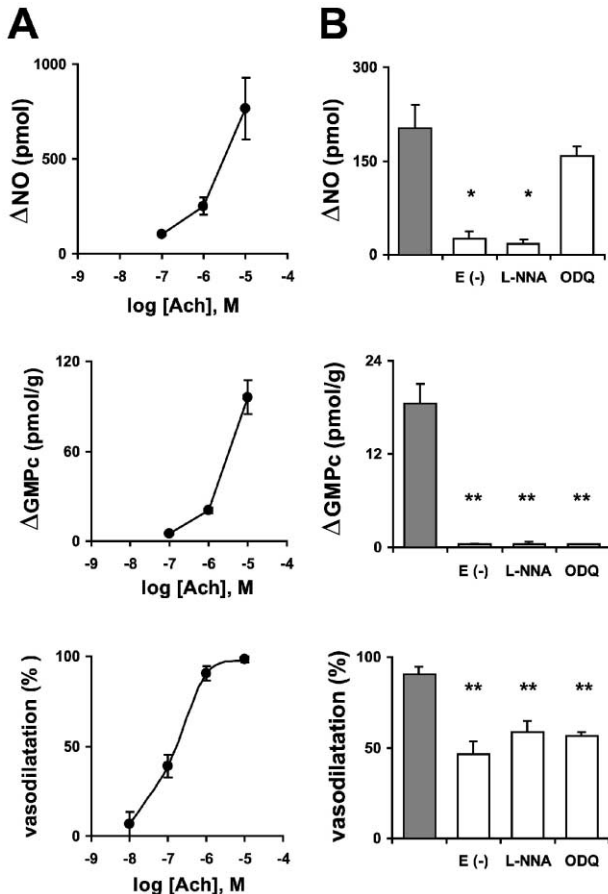 A
B
ΔNO (pmol)
1000
500
0
-9 -8 -7 -6 -5 -4
log [Ach], M
ΔNO (pmol)
300
150
0
* *
E (-) L-NNA ODQ
ΔGMPc (pmol/g)
120
60
0
-9 -8 -7 -6 -5 -4
log [Ach], M
ΔGMPc (pmol/g)
24
12
0
** ** **
E (-) L-NNA ODQ
vasodilatation (% )
100
50
0
-9 -8 -7 -6 -5 -4
log [Ach], M
vasodilatation (%)
100
50
0
** ** **
E (-) L-NNA ODQ